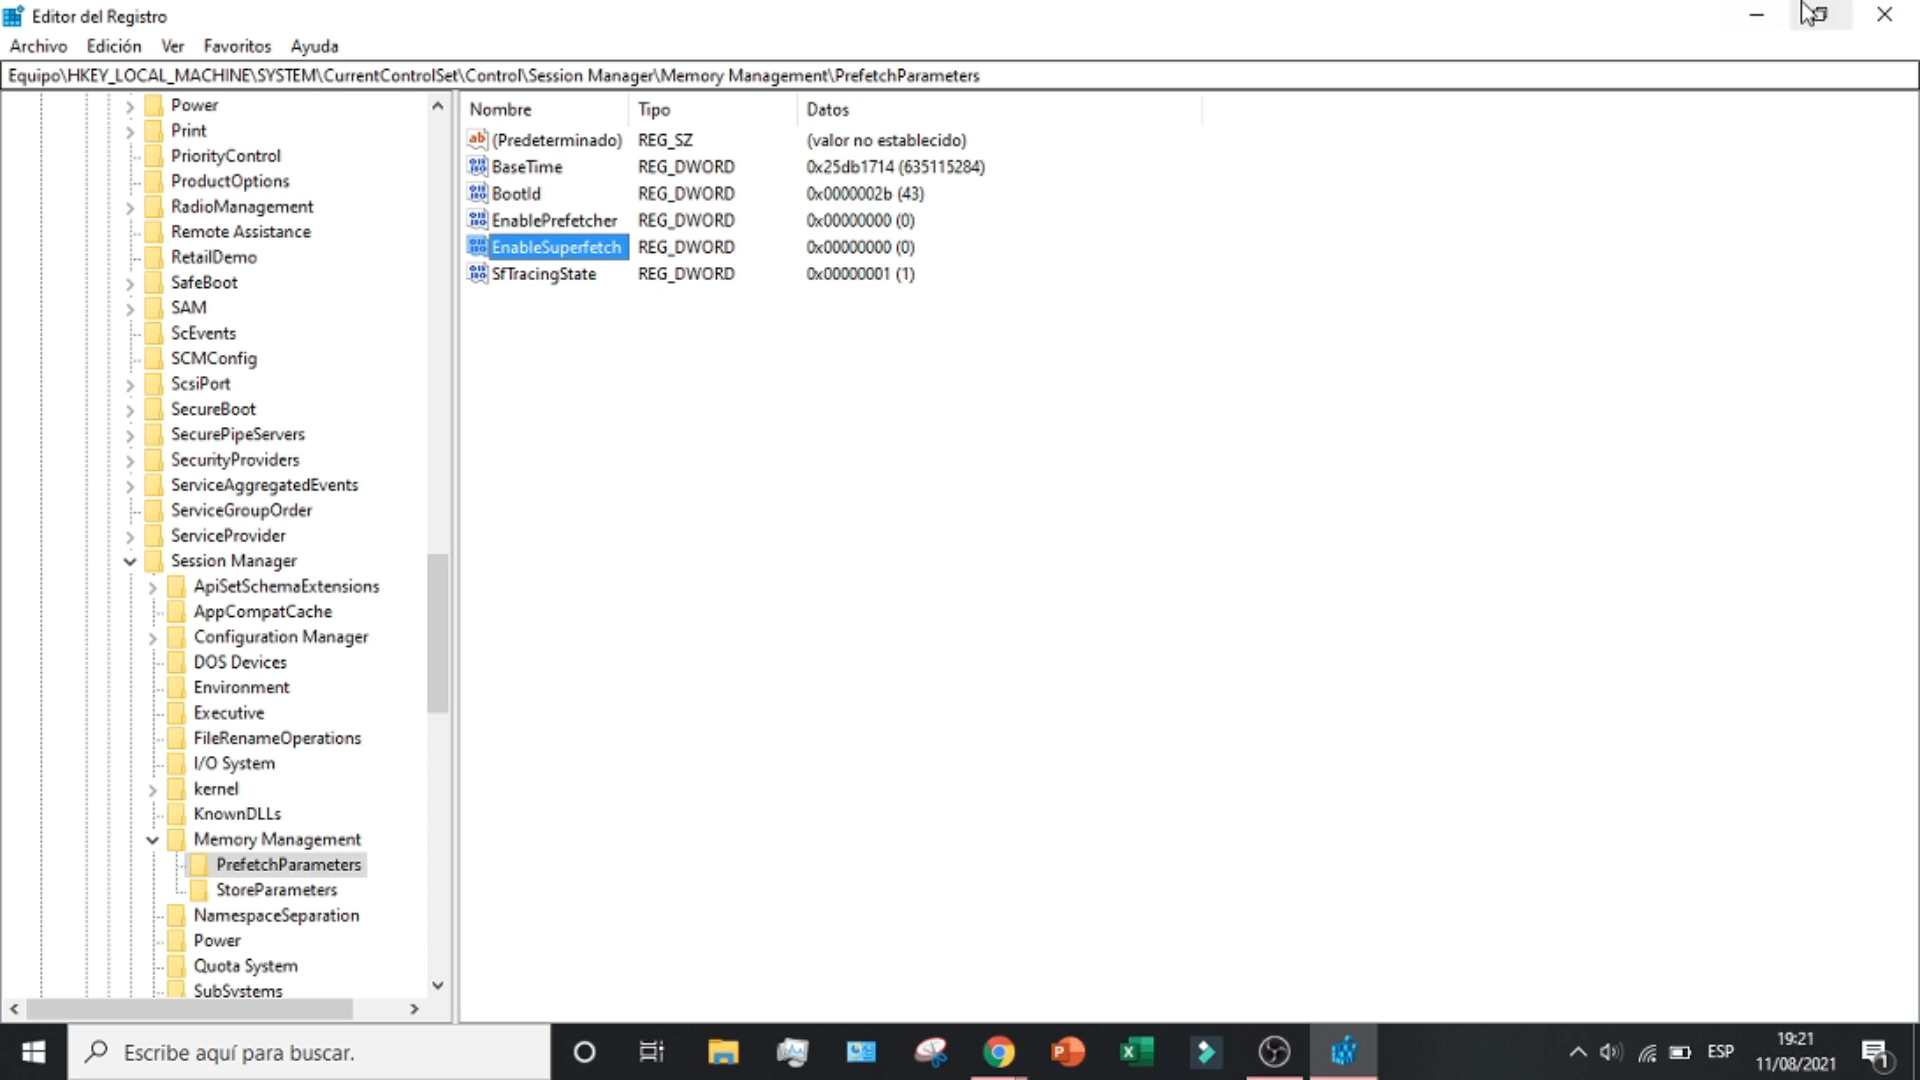 Editor del Registro
Archivo Edición Ver Favoritos Ayuda
Equipo\HKEY_LOCAL_MACHINE\SYSTEM\CurrentControlSet\Control\Session Manager\Memory Management\PrefetchParameters
Power
Print
PriorityControl
ProductOptions
RadioManagement
Remote Assistance
RetailDemo
SafeBoot
SAM
ScEvents
SCMConfig
ScsiPort
SecureBoot
SecurePipeServers
SecurityProviders
ServiceAggregatedEvents
ServiceGroupOrder
ServiceProvider
Session Manager
ApiSetSchemaExtensions
AppCompatCache
Configuration Manager
DOS Devices
Environment
Executive
FileRenameOperations
I/O System
kernel
KnownDLLs
Memory Management
PrefetchParameters
StoreParameters
NamespaceSeparation
Power
Quota System
SubSystems
Nombre Tipo Datos
(Predeterminado) REG_SZ (valor no establecido)
BaseTime REG_DWORD 0x25db1714 (635115284)
BootId REG_DWORD 0x0000002b (43)
EnablePrefetcher REG_DWORD 0x00000000 (0)
EnableSuperfetch REG_DWORD 0x00000000 (0)
SfTracingState REG_DWORD 0x00000001 (1)
Escribe aquí para buscar.
ESP
19:21
11/08/2021
1